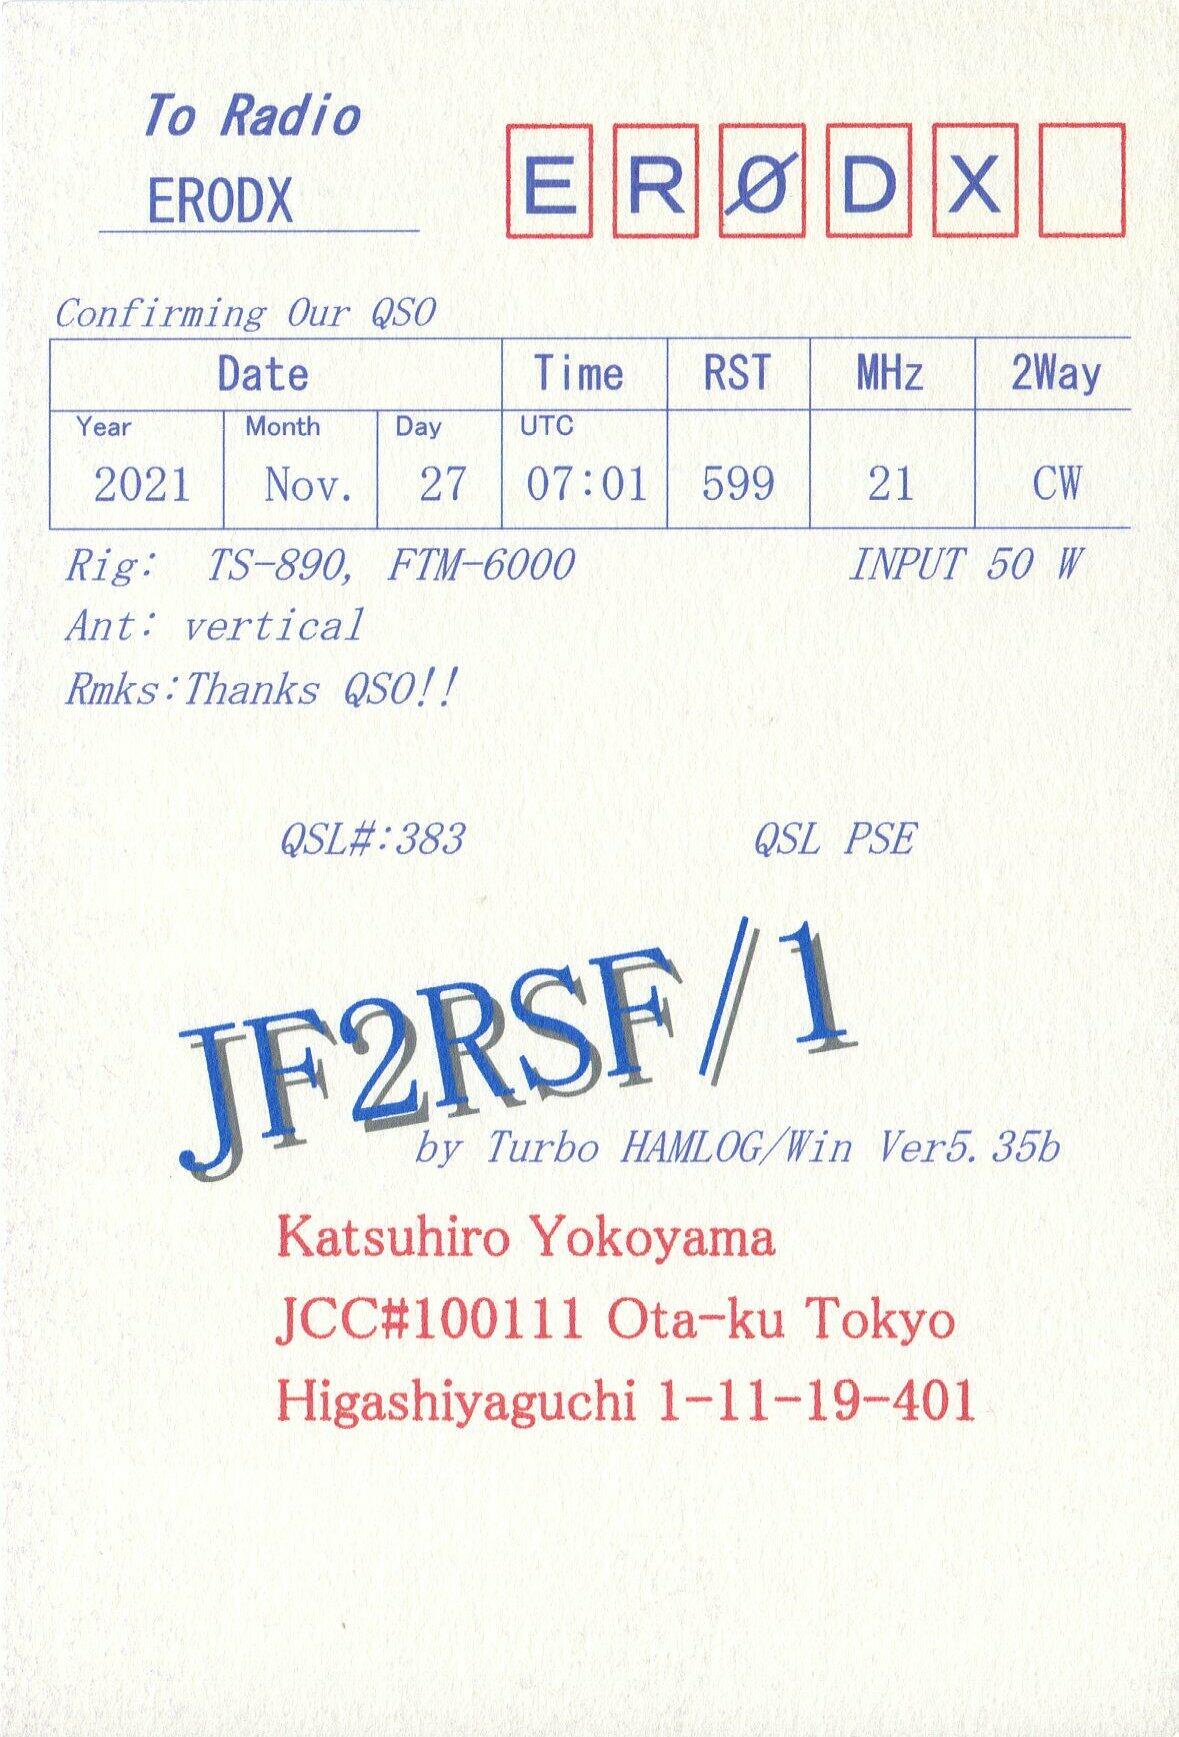 To Radio
ER0DX
E R Ø D X
Confirming Our QSO
Date Time RST MHz 2Way
Year Month Day UTC
2021 Nov. 27 07:01 599 21 CW
Rig: TS-890, FTM-6000 INPUT 50 W
Ant: vertical
Rmks:Thanks QSO!!
QSL#:383 QSL PSE
JF2RSF/1
by Turbo HAMLOG/Win Ver5.35b
Katsuhiro Yokoyama
JCC#100111 Ota-ku Tokyo
Higashiyaguchi 1-11-19-401